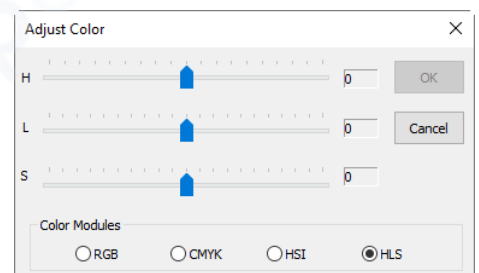 Adjust Color
H 0 OK
L 0 Cancel
S 0
Color Modules
RGB CMYK HSI HLS